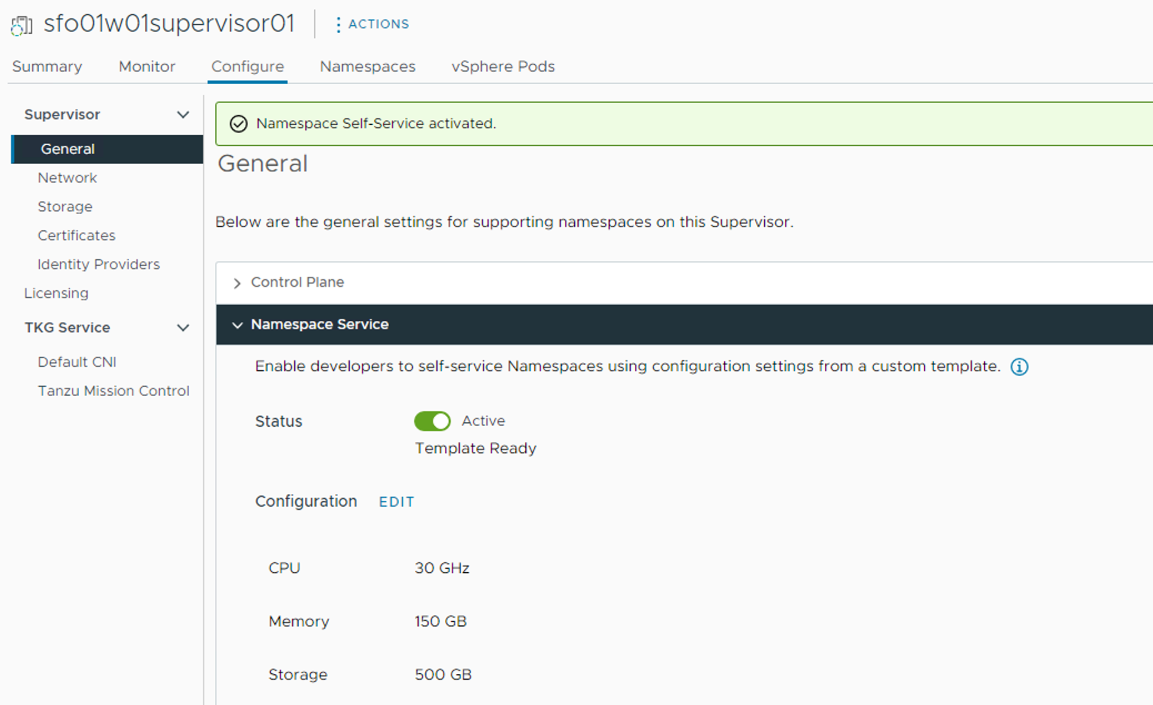 sfo01w01supervisor01
ACTIONS
Summary Monitor Configure Namespaces vSphere Pods
Supervisor
General
Network
Storage
Certificates
Identity Providers
Licensing
TKG Service
Default CNI
Tanzu Mission Control
Namespace Self-Service activated.
General
Below are the general settings for supporting namespaces on this Supervisor.
Control Plane
Namespace Service
Enable developers to self-service Namespaces using configuration settings from a custom template.
Status Active
Template Ready
Configuration EDIT
CPU 30 GHz
Memory 150 GB
Storage 500 GB